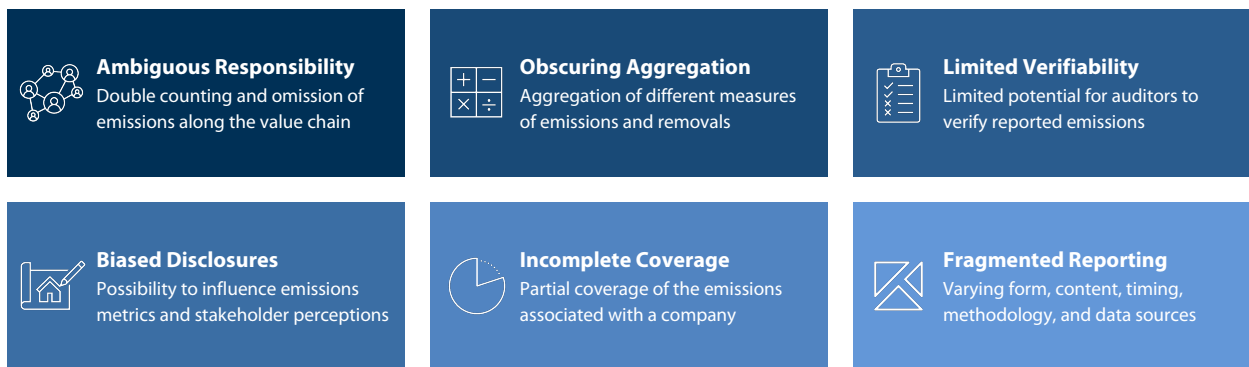 Ambiguous Responsibility
Double counting and omission of
emissions along the value chain
Obscuring Aggregation
Aggregation of different measures
of emissions and removals
Limited Verifiability
Limited potential for auditors to
verify reported emissions
Biased Disclosures
Possibility to influence emissions
metrics and stakeholder perceptions
Incomplete Coverage
Partial coverage of the emissions
associated with a company
Fragmented Reporting
Varying form, content, timing,
methodology, and data sources